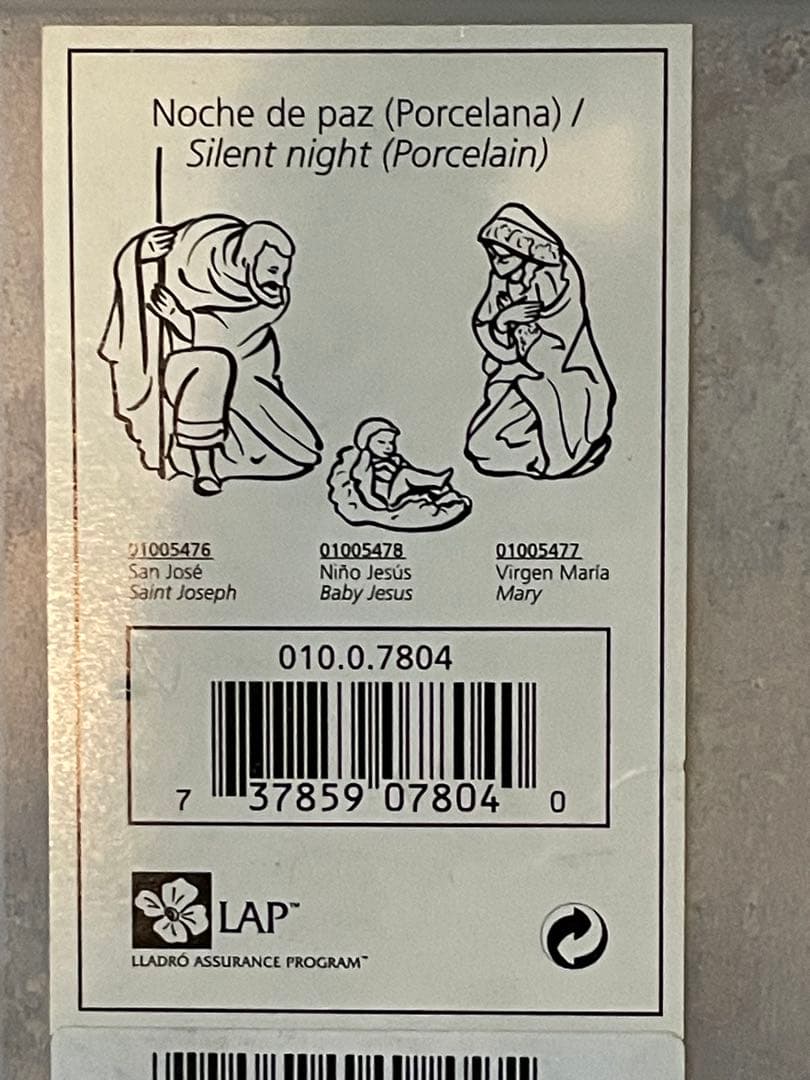 Noche de paz (Porcelana) /
Silent night (Porcelain)
01005476
San José
Saint Joseph
01005478
Niño Jesús
Baby Jesus
01005477
Virgen María
Mary
010.0.7804
7 37859 07804 0
LAP™
LLADRÓ ASSURANCE PROGRAM™